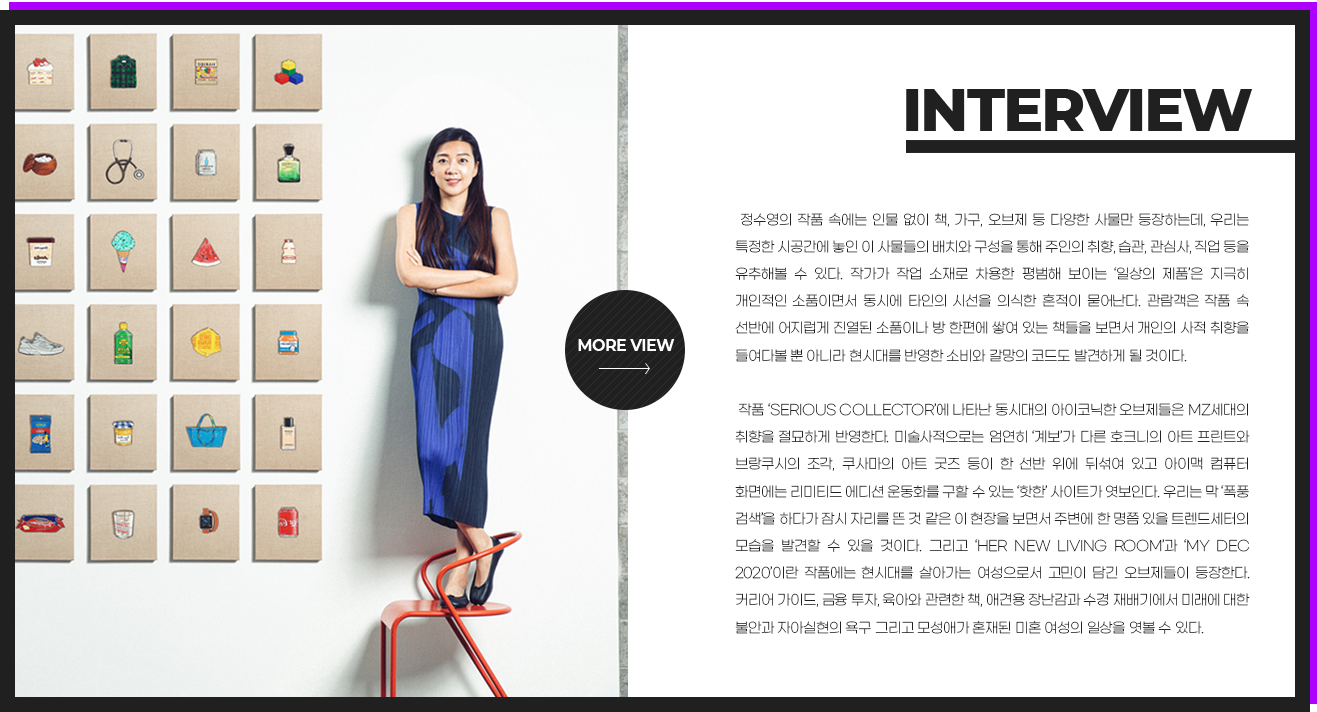 INTERVIEW
정수영의 작품 속에는 인물 없이 책, 가구, 오브제 등 다양한 사물만 등장하는데, 우리는
특정한 시공간에 놓인 이 사물들의 배치와 구성을 통해 주인의 취향, 습관, 관심사, 직업 등을
유추해볼 수 있다. 작가가 작업 소재로 차용한 평범해 보이는 ‘일상의 제품’은 지극히
개인적인 소품이면서 동시에 타인의 시선을 의식한 흔적이 묻어난다. 관람객은 작품 속
선반에 어지럽게 진열된 소품이나 방 한편에 쌓여 있는 책들을 보면서 개인의 사적 취향을
들여다볼 뿐 아니라 현시대를 반영한 소비와 갈망의 코드도 발견하게 될 것이다.
작품 ‘SERIOUS COLLECTOR’에 나타난 동시대의 아이코닉한 오브제들은 MZ세대의
취향을 절묘하게 반영한다. 미술사적으로는 엄연히 ‘계보’가 다른 호크니의 아트 프린트와
브랑쿠시의 조각, 쿠사마의 아트 굿즈 등이 한 선반 위에 뒤섞여 있고 아이맥 컴퓨터
화면에는 리미티드 에디션 운동화를 구할 수 있는 ‘핫한’ 사이트가 엿보인다. 우리는 막 ‘폭풍
검색’을 하다가 잠시 자리를 뜬 것 같은 이 현장을 보면서 주변에 한 명쯤 있을 트렌드세터의
모습을 발견할 수 있을 것이다. 그리고 ‘HER NEW LIVING ROOM’과 ‘MY DEC
2020’이란 작품에는 현시대를 살아가는 여성으로서 고민이 담긴 오브제들이 등장한다.
커리어 가이드, 금융 투자, 육아와 관련한 책, 애견용 장난감과 수경 재배기에서 미래에 대한
불안과 자아실현의 욕구 그리고 모성애가 혼재된 미혼 여성의 일상을 엿볼 수 있다.
MORE VIEW